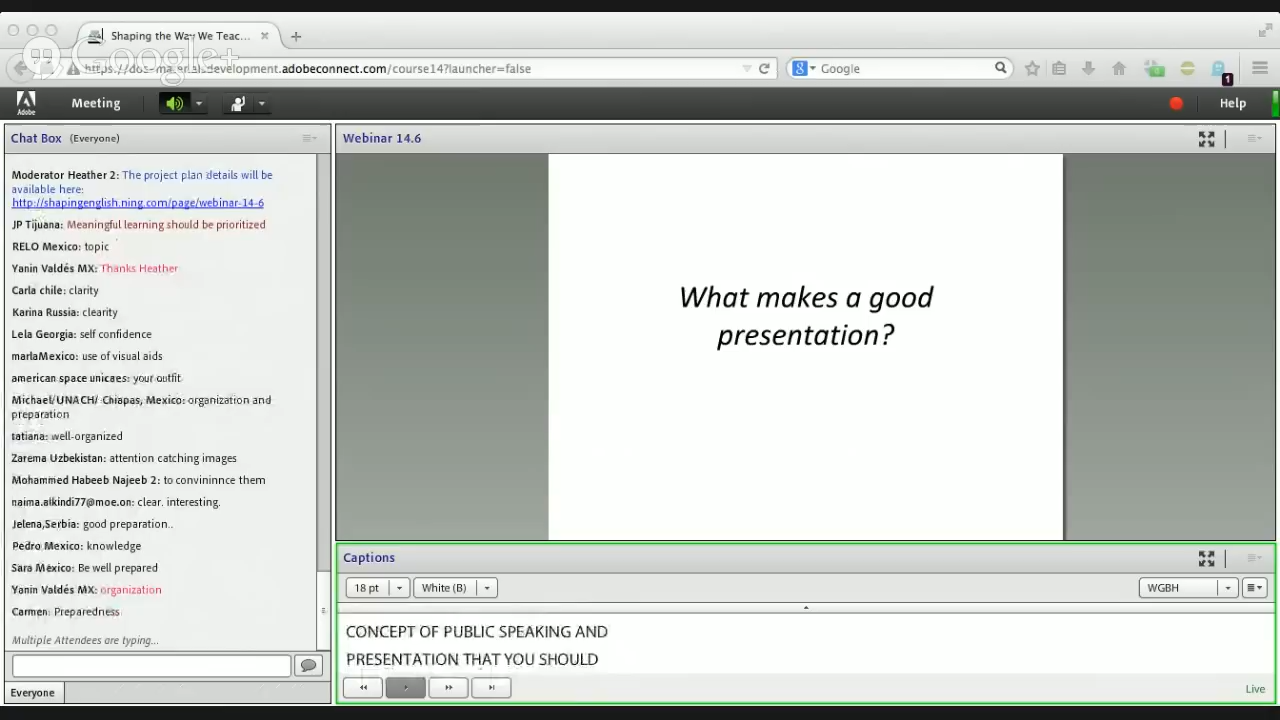 Shaping the Way We Teac...
Google+
adobeconnect.com/course14?launcher=false
Google
1
Adobe
Meeting
Help
Chat Box (Everyone)
Moderator Heather 2: The project plan details will be
available here:
http://shapingenglish.ning.com/page/webinar-14-6
JP Tijuana: Meaningful learning should be prioritized
RELO Mexico: topic
Yanin Valdés MX: Thanks Heather
Carla chile: clarity
Karina Russia: clearity
Lela Georgia: self confidence
marlaMexico: use of visual aids
american space unicaes: your outfit
Michael/UNACH/ Chiapas, Mexico: organization and
preparation
tatiana: well-organized
Zarema Uzbekistan: attention catching images
Mohammed Habeeb Najeeb 2: to convininnce them
naima.alkindi77@moe.om: clear. interesting.
Jelena,Serbia: good preparation..
Pedro Mexico: knowledge
Sara Mexico: Be well prepared
Yanin Valdés MX: organization
Carmen: Preparedness
Multiple Attendees are typing...
Everyone
Webinar 14.6
What makes a good
presentation?
Captions
18 pt
White (B)
WGBH
CONCEPT OF PUBLIC SPEAKING AND
PRESENTATION THAT YOU SHOULD
Live